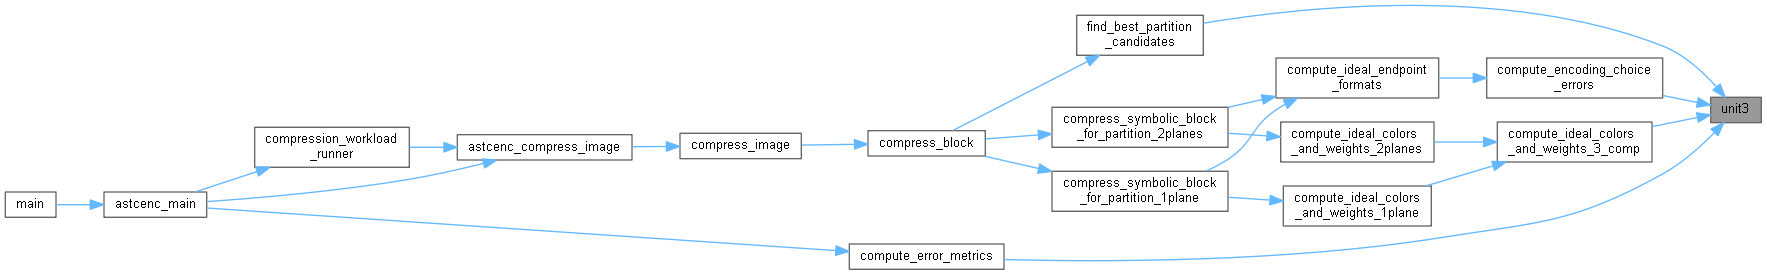 main
astcenc_main
compression_workload
_runner
astcenc_compress_image
compress_image
compute_error_metrics
compress_block
find_best_partition
_candidates
compress_symbolic_block
_for_partition_2planes
compress_symbolic_block
_for_partition_1plane
compute_ideal_endpoint
_formats
compute_ideal_colors
_and_weights_2planes
compute_ideal_colors
_and_weights_1plane
compute_encoding_choice
_errors
compute_ideal_colors
_and_weights_3_comp
unit3